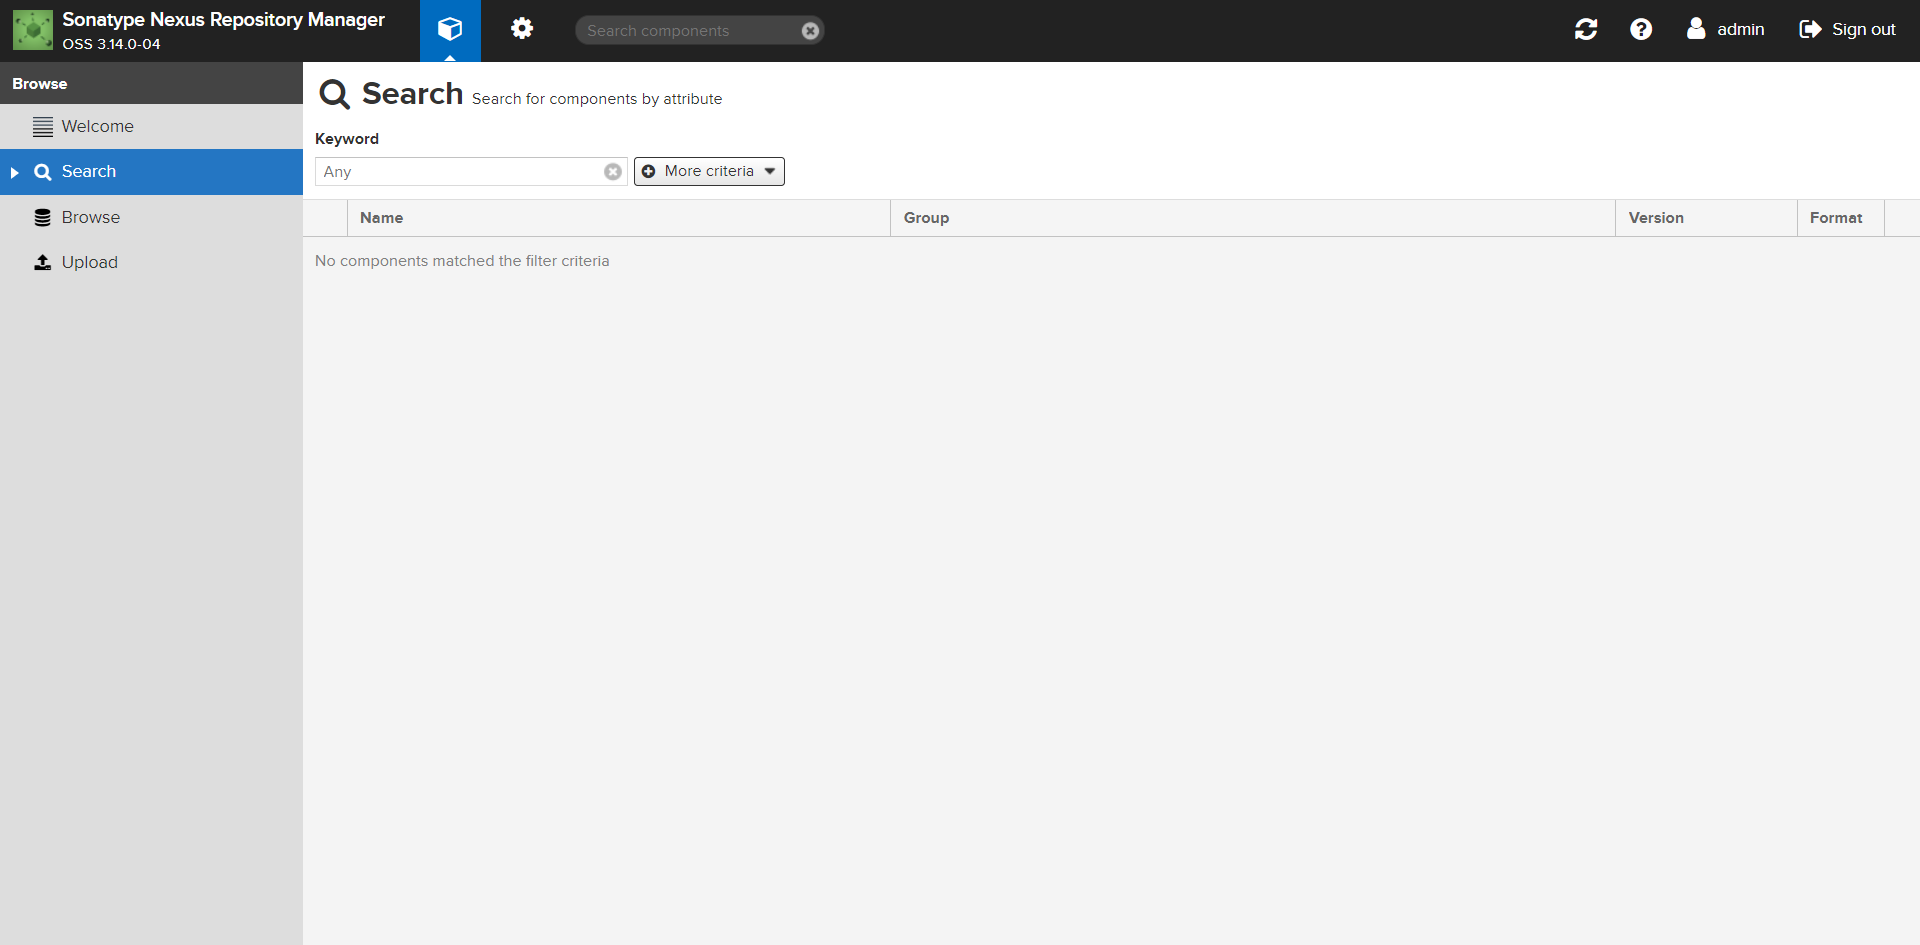 Sonatype Nexus Repository Manager
OSS 3.14.0-04
Search components
admin
Sign out
Browse
Welcome
Search
Browse
Upload
Search Search for components by attribute
Keyword
Any
More criteria
Name Group Version Format
No components matched the filter criteria